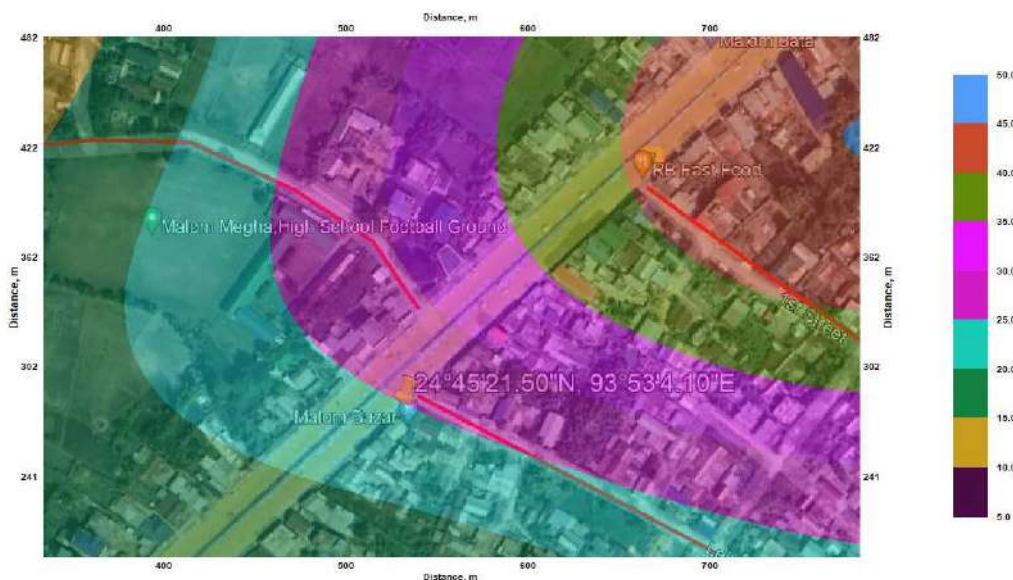 Distance, m
400 500 600 700
482 482 50.0
Malom Bata
45.0
422 422
RB Fast Food
40.0
Malom Megha High School Football Ground
35.0
362 362
Distance, m Distance, m
30.0
25.0
302 302
24°45'21.50"N, 93°53'4.10"E
20.0
Malom Bazar
15.0
241 241
10.0
5.0
400 500 600 700
Distance, m